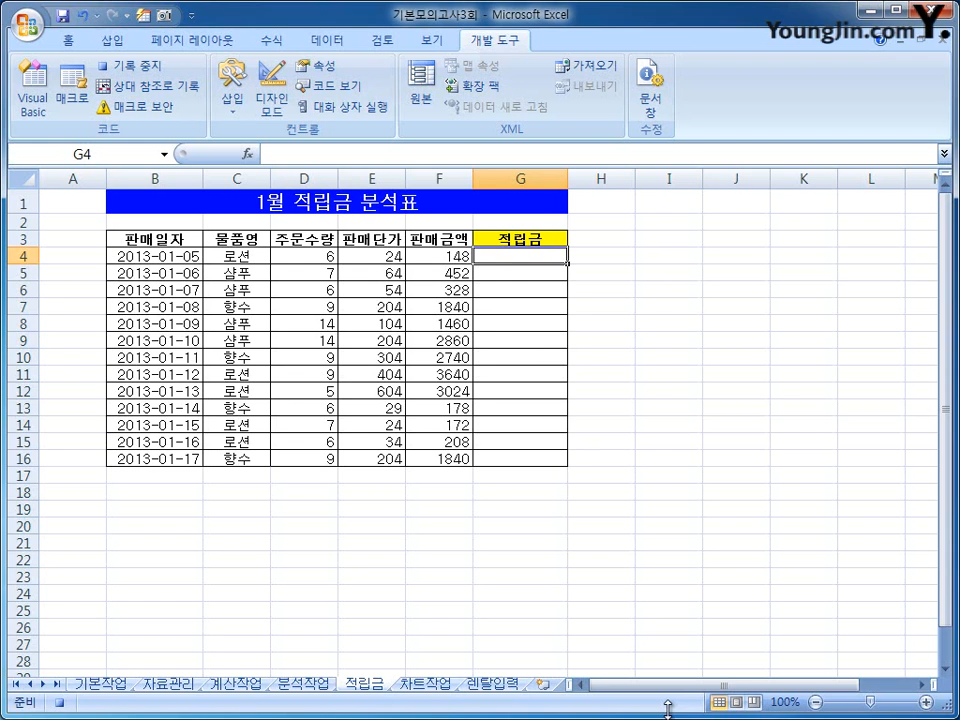 기본모의고사3회 - Microsoft Excel
YoungJin.com Y.
홈 삽입 페이지 레이아웃 수식 데이터 검토 보기 개발 도구
Visual Basic
매크로
기록 중지
상대 참조로 기록
매크로 보안
코드
삽입
디자인 모드
속성
코드 보기
대화 상자 실행
컨트롤
원본
맵 속성
확장 팩
데이터 새로 고침
가져오기
내보내기
XML
문서 창
수정
G4 fx
A B C D E F G H I J K L M
1 1월 적립금 분석표
2
3 판매일자 물품명 주문수량 판매단가 판매금액 적립금
4 2013-01-05 로션 6 24 148
5 2013-01-06 샴푸 7 64 452
6 2013-01-07 샴푸 6 54 328
7 2013-01-08 향수 9 204 1840
8 2013-01-09 샴푸 14 104 1460
9 2013-01-10 샴푸 14 204 2860
10 2013-01-11 향수 9 304 2740
11 2013-01-12 로션 9 404 3640
12 2013-01-13 로션 5 604 3024
13 2013-01-14 향수 6 29 178
14 2013-01-15 로션 7 24 172
15 2013-01-16 로션 6 34 208
16 2013-01-17 향수 9 204 1840
17
18
19
20
21
22
23
24
25
26
27
28
기본작업 자료관리 계산작업 분석작업 적립금 차트작업 렌탈입력
준비 100%